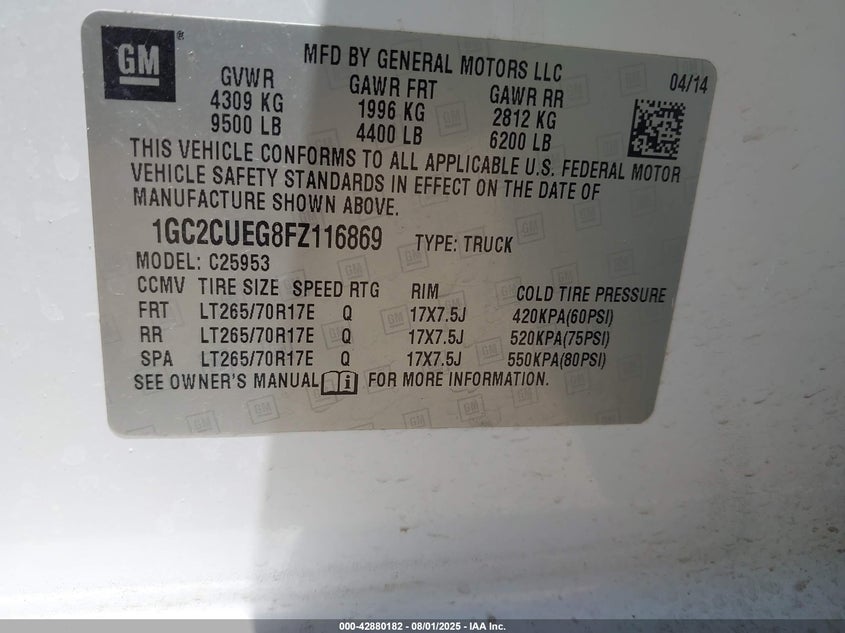 GM
MFD BY GENERAL MOTORS LLC
04/14
GVWR GAWR FRT GAWR RR
4309 KG 1996 KG 2812 KG
9500 LB 4400 LB 6200 LB
THIS VEHICLE CONFORMS TO ALL APPLICABLE U.S. FEDERAL MOTOR
VEHICLE SAFETY STANDARDS IN EFFECT ON THE DATE OF
MANUFACTURE SHOWN ABOVE.
1GC2CUEG8FZ116869 TYPE: TRUCK
MODEL: C25953
CCMV TIRE SIZE SPEED RTG RIM COLD TIRE PRESSURE
FRT LT265/70R17E Q 17X7.5J 420KPA(60PSI)
RR LT265/70R17E Q 17X7.5J 520KPA(75PSI)
SPA LT265/70R17E Q 17X7.5J 550KPA(80PSI)
SEE OWNER'S MANUAL FOR MORE INFORMATION.
000-42880182 - 08/01/2025 - IAA Inc.